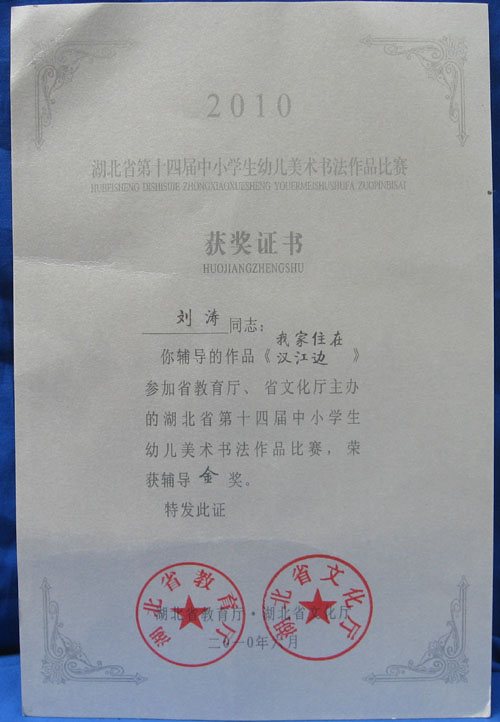 2010
湖北省第十四届中小学生幼儿美术书法作品比赛
HUBEISHENG DISHISIJIE ZHONGXIAOXUESHENG YOUERMEISHUSHUFA ZUOPINBISAI
获奖证书
HUOJIANGZHENGSHU
刘涛同志:
你辅导的作品《我家住在汉江边》
参加省教育厅、省文化厅主办
的湖北省第十四届中小学生
幼儿美术书法作品比赛,荣
获辅导金奖。
特发此证
湖北省教育厅
湖北省文化厅
湖北省教育厅·湖北省文化厅
二○一○年六月